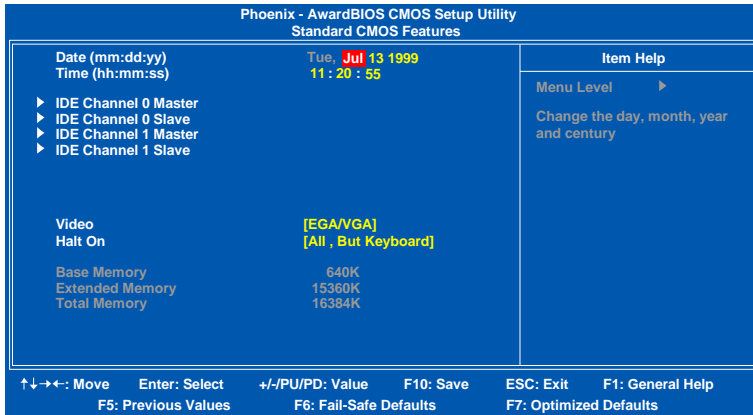 Phoenix - AwardBIOS CMOS Setup Utility
Standard CMOS Features
Date (mm:dd:yy) Tue, Jul 13 1999
Time (hh:mm:ss) 11 : 20 : 55
IDE Channel 0 Master
IDE Channel 0 Slave
IDE Channel 1 Master
IDE Channel 1 Slave
Video [EGA/VGA]
Halt On [All , But Keyboard]
Base Memory 640K
Extended Memory 15360K
Total Memory 16384K
Item Help
Menu Level
Change the day, month, year
and century
↑↓→←: Move Enter: Select +/-/PU/PD: Value F10: Save ESC: Exit F1: General Help
F5: Previous Values F6: Fail-Safe Defaults F7: Optimized Defaults